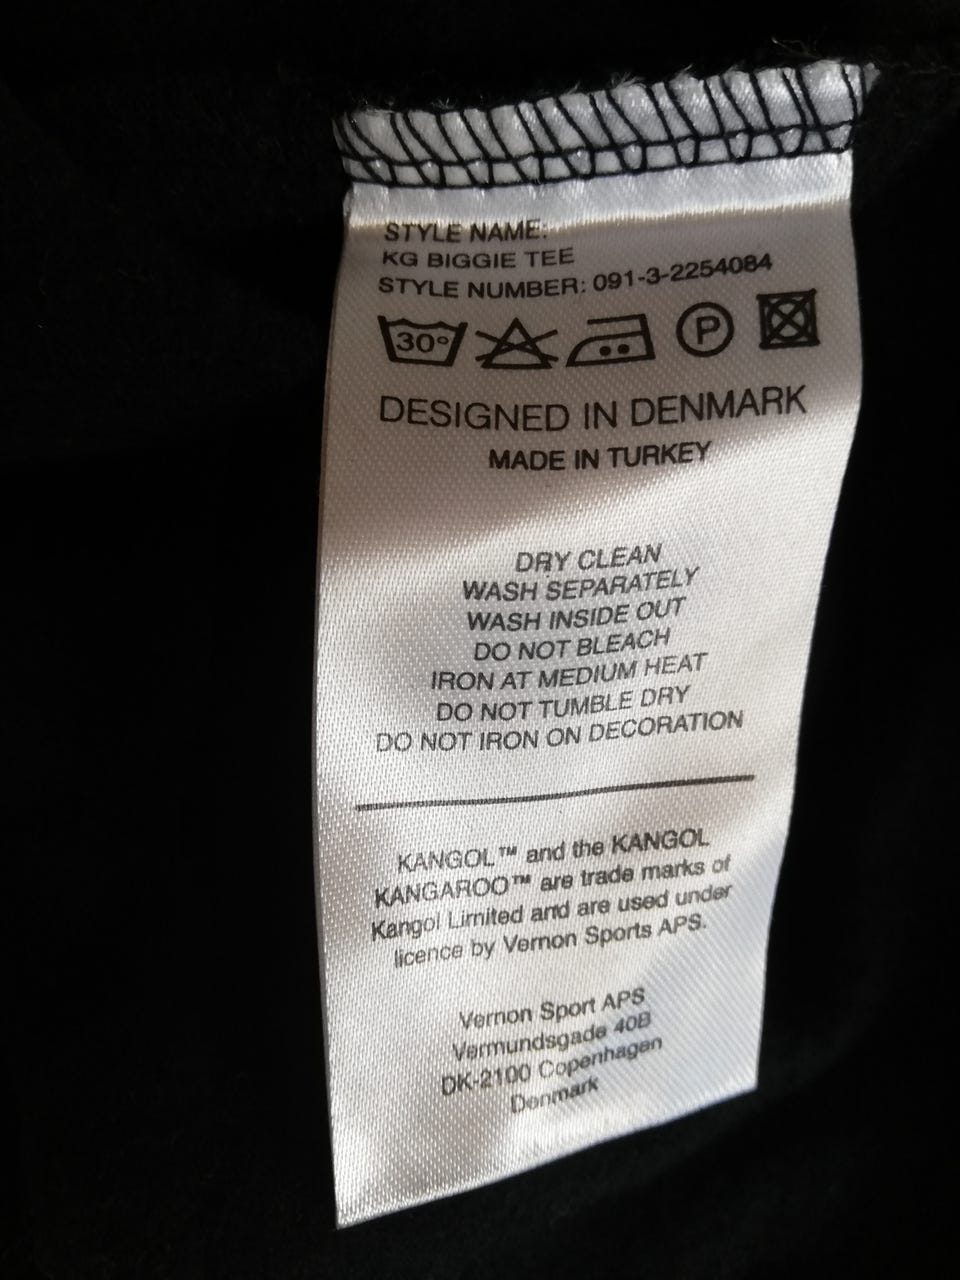 STYLE NAME:
KG BIGGIE TEE
STYLE NUMBER: 091-3-2254084
30° P
DESIGNED IN DENMARK
MADE IN TURKEY
DRY CLEAN
WASH SEPARATELY
WASH INSIDE OUT
DO NOT BLEACH
IRON AT MEDIUM HEAT
DO NOT TUMBLE DRY
DO NOT IRON ON DECORATION
KANGOL™ and the KANGOL
KANGAROO™ are trade marks of
Kangol Limited and are used under
licence by Vernon Sports APS.
Vernon Sport APS
Vermundsgade 40B
DK-2100 Copenhagen
Denmark